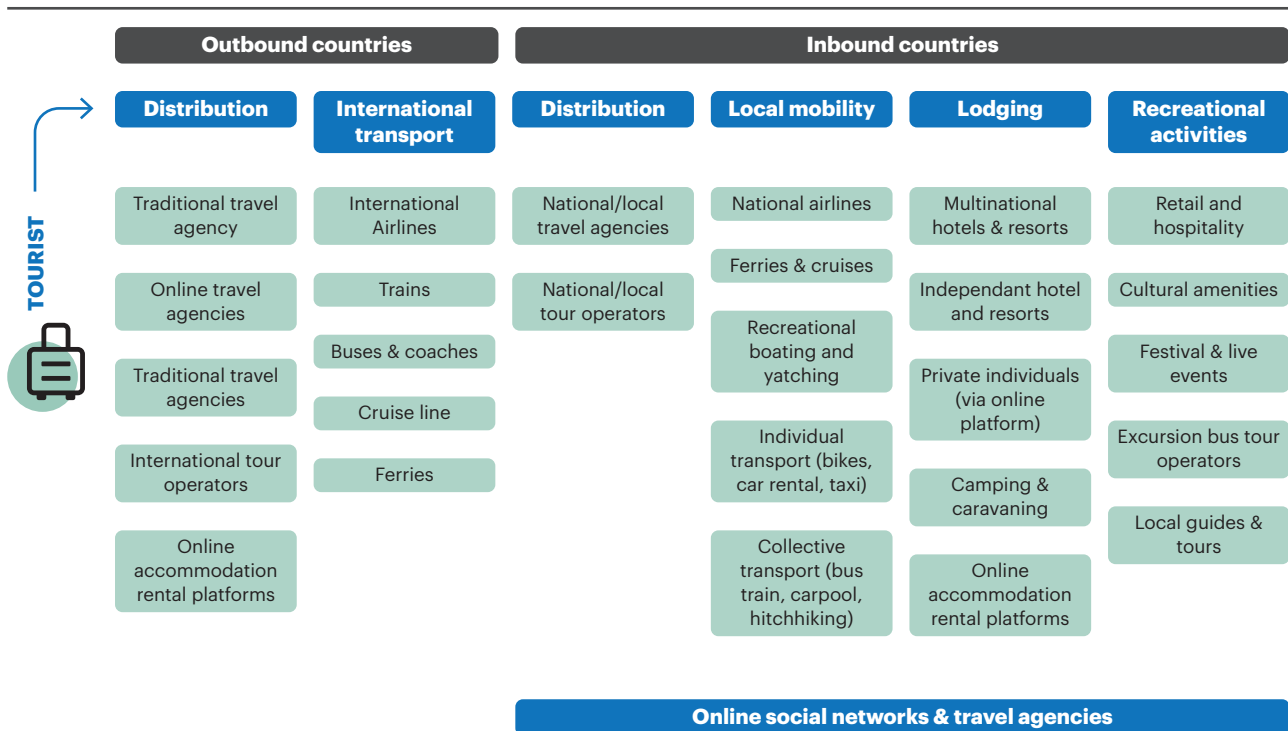 Outbound countries
Inbound countries
Distribution
International
transport
Distribution
Local mobility
Lodging
Recreational
activities
TOURIST
Traditional travel
agency
Online travel
agencies
Traditional travel
agencies
International tour
operators
Online
accommodation
rental platforms
International
Airlines
Trains
Buses & coaches
Cruise line
Ferries
National/local
travel agencies
National/local
tour operators
National airlines
Ferries & cruises
Recreational
boating and
yatching
Individual
transport (bikes,
car rental, taxi)
Collective
transport (bus
train, carpool,
hitchhiking)
Multinational
hotels & resorts
Independant hotel
and resorts
Private individuals
(via online
platform)
Camping &
caravaning
Online
accommodation
rental platforms
Retail and
hospitality
Cultural amenities
Festival & live
events
Excursion bus tour
operators
Local guides &
tours
Online social networks & travel agencies